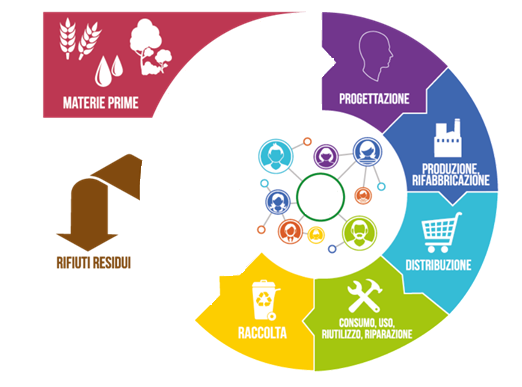 MATERIE PRIME
PROGETTAZIONE
PRODUZIONE,
RIFABBRICAZIONE
DISTRIBUZIONE
CONSUMO, USO,
RIUTILIZZO, RIPARAZIONE
RACCOLTA
RIFIUTI RESIDUI